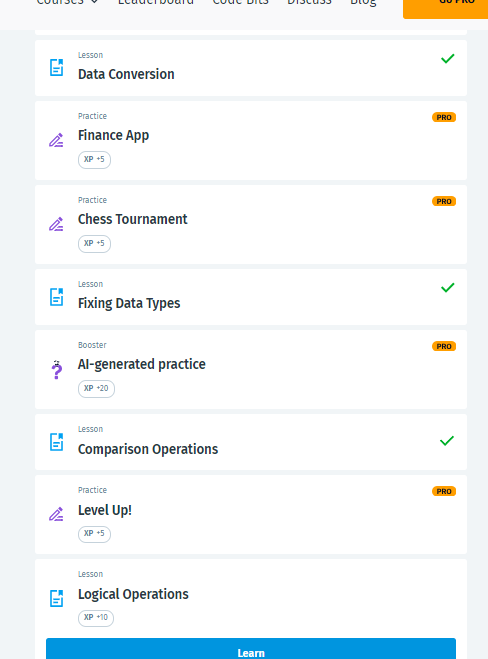 Courses Leaderboard Code Bits Discuss Blog GO PRO
Lesson
Data Conversion
Practice
PRO
Finance App
XP +5
Practice
PRO
Chess Tournament
XP +5
Lesson
Fixing Data Types
Booster
PRO
AI-generated practice
XP +20
Lesson
Comparison Operations
Practice
PRO
Level Up!
XP +5
Lesson
Logical Operations
XP +10
Learn